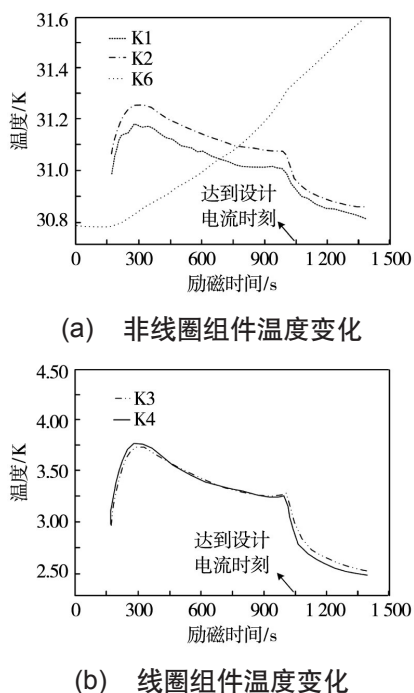 31.6
31.4
31.2
31.0
30.8
温度/K
K1
K2
K6
达到设计
电流时刻
0 300 600 900 1 200 1 500
励磁时间/s
(a) 非线圈组件温度变化
4.50
3.50
3.00
2.50
温度/K
K3
K4
达到设计
电流时刻
0 300 600 900 1 200 1 500
励磁时间/s
(b) 线圈组件温度变化